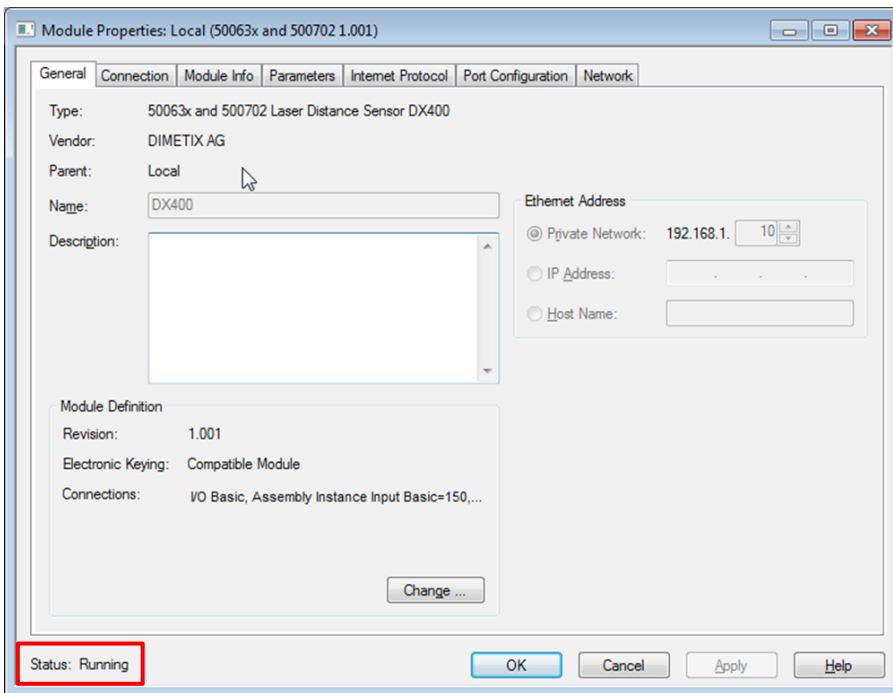 Module Properties: Local (50063x and 500702 1.001)
General Connection Module Info Parameters Internet Protocol Port Configuration Network
Type: 50063x and 500702 Laser Distance Sensor DX400
Vendor: DIMETIX AG
Parent: Local
Name: DX400
Description:
Ethernet Address
Private Network: 192.168.1. 10
IP Address: . . .
Host Name:
Module Definition
Revision: 1.001
Electronic Keying: Compatible Module
Connections: I/O Basic, Assembly Instance Input Basic=150,...
Change ...
Status: Running
OK Cancel Apply Help